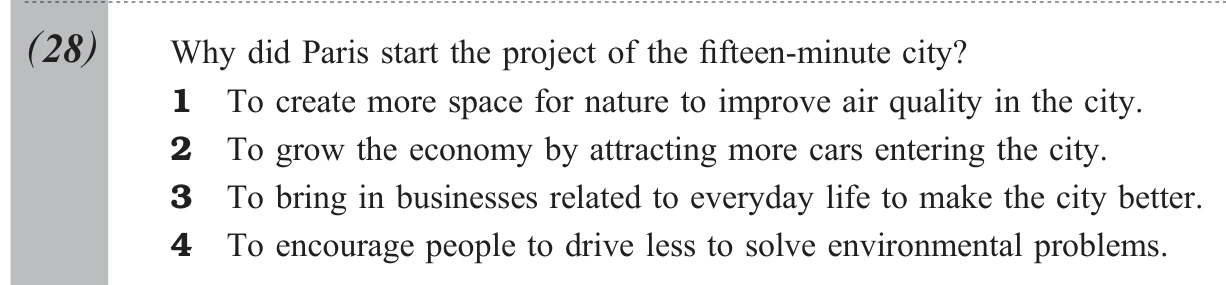 (28) Why did Paris start the project of the fifteen-minute city?
1 To create more space for nature to improve air quality in the city.
2 To grow the economy by attracting more cars entering the city.
3 To bring in businesses related to everyday life to make the city better.
4 To encourage people to drive less to solve environmental problems.